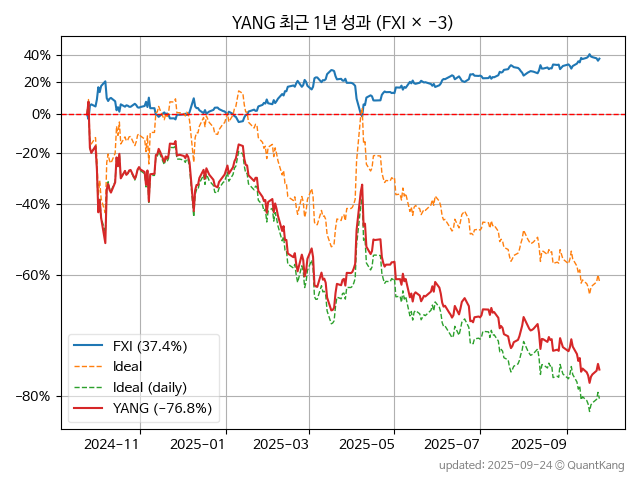 YANG 최근 1년 성과 (FXI × −3)
40%
20%
0%
−20%
−40%
−60%
−80%
FXI (37.4%)
Ideal
Ideal (daily)
YANG (−76.8%)
2024−11
2025−01
2025−03
2025−05
2025−07
2025−09
updated: 2025-09-24 ⓒ QuantKang